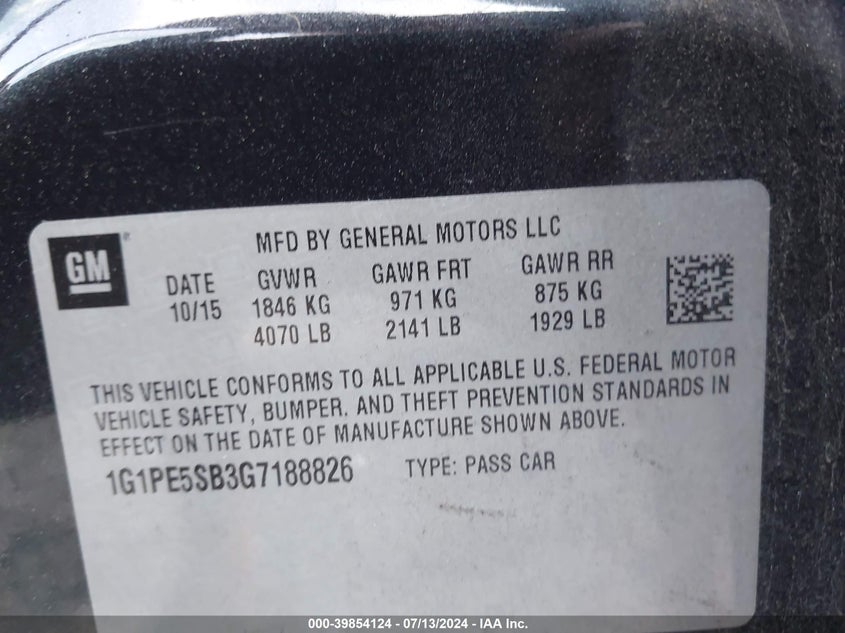 GM
MFD BY GENERAL MOTORS LLC
DATE GVWR GAWR FRT GAWR RR
10/15 1846 KG 971 KG 875 KG
4070 LB 2141 LB 1929 LB
THIS VEHICLE CONFORMS TO ALL APPLICABLE U.S. FEDERAL MOTOR
VEHICLE SAFETY, BUMPER. AND THEFT PREVENTION STANDARDS IN
EFFECT ON THE DATE OF MANUFACTURE SHOWN ABOVE.
1G1PE5SB3G7188826 TYPE: PASS CAR
000-39854124 - 07/13/2024 - IAA Inc.